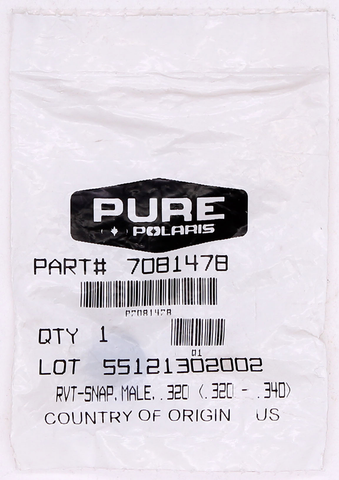 PURE
POLARIS
PART# 7081478
P7081478
QTY 1
01
LOT 55121302002
RVT-SNAP, MALE, .320 <.320 - .340>
COUNTRY OF ORIGIN US